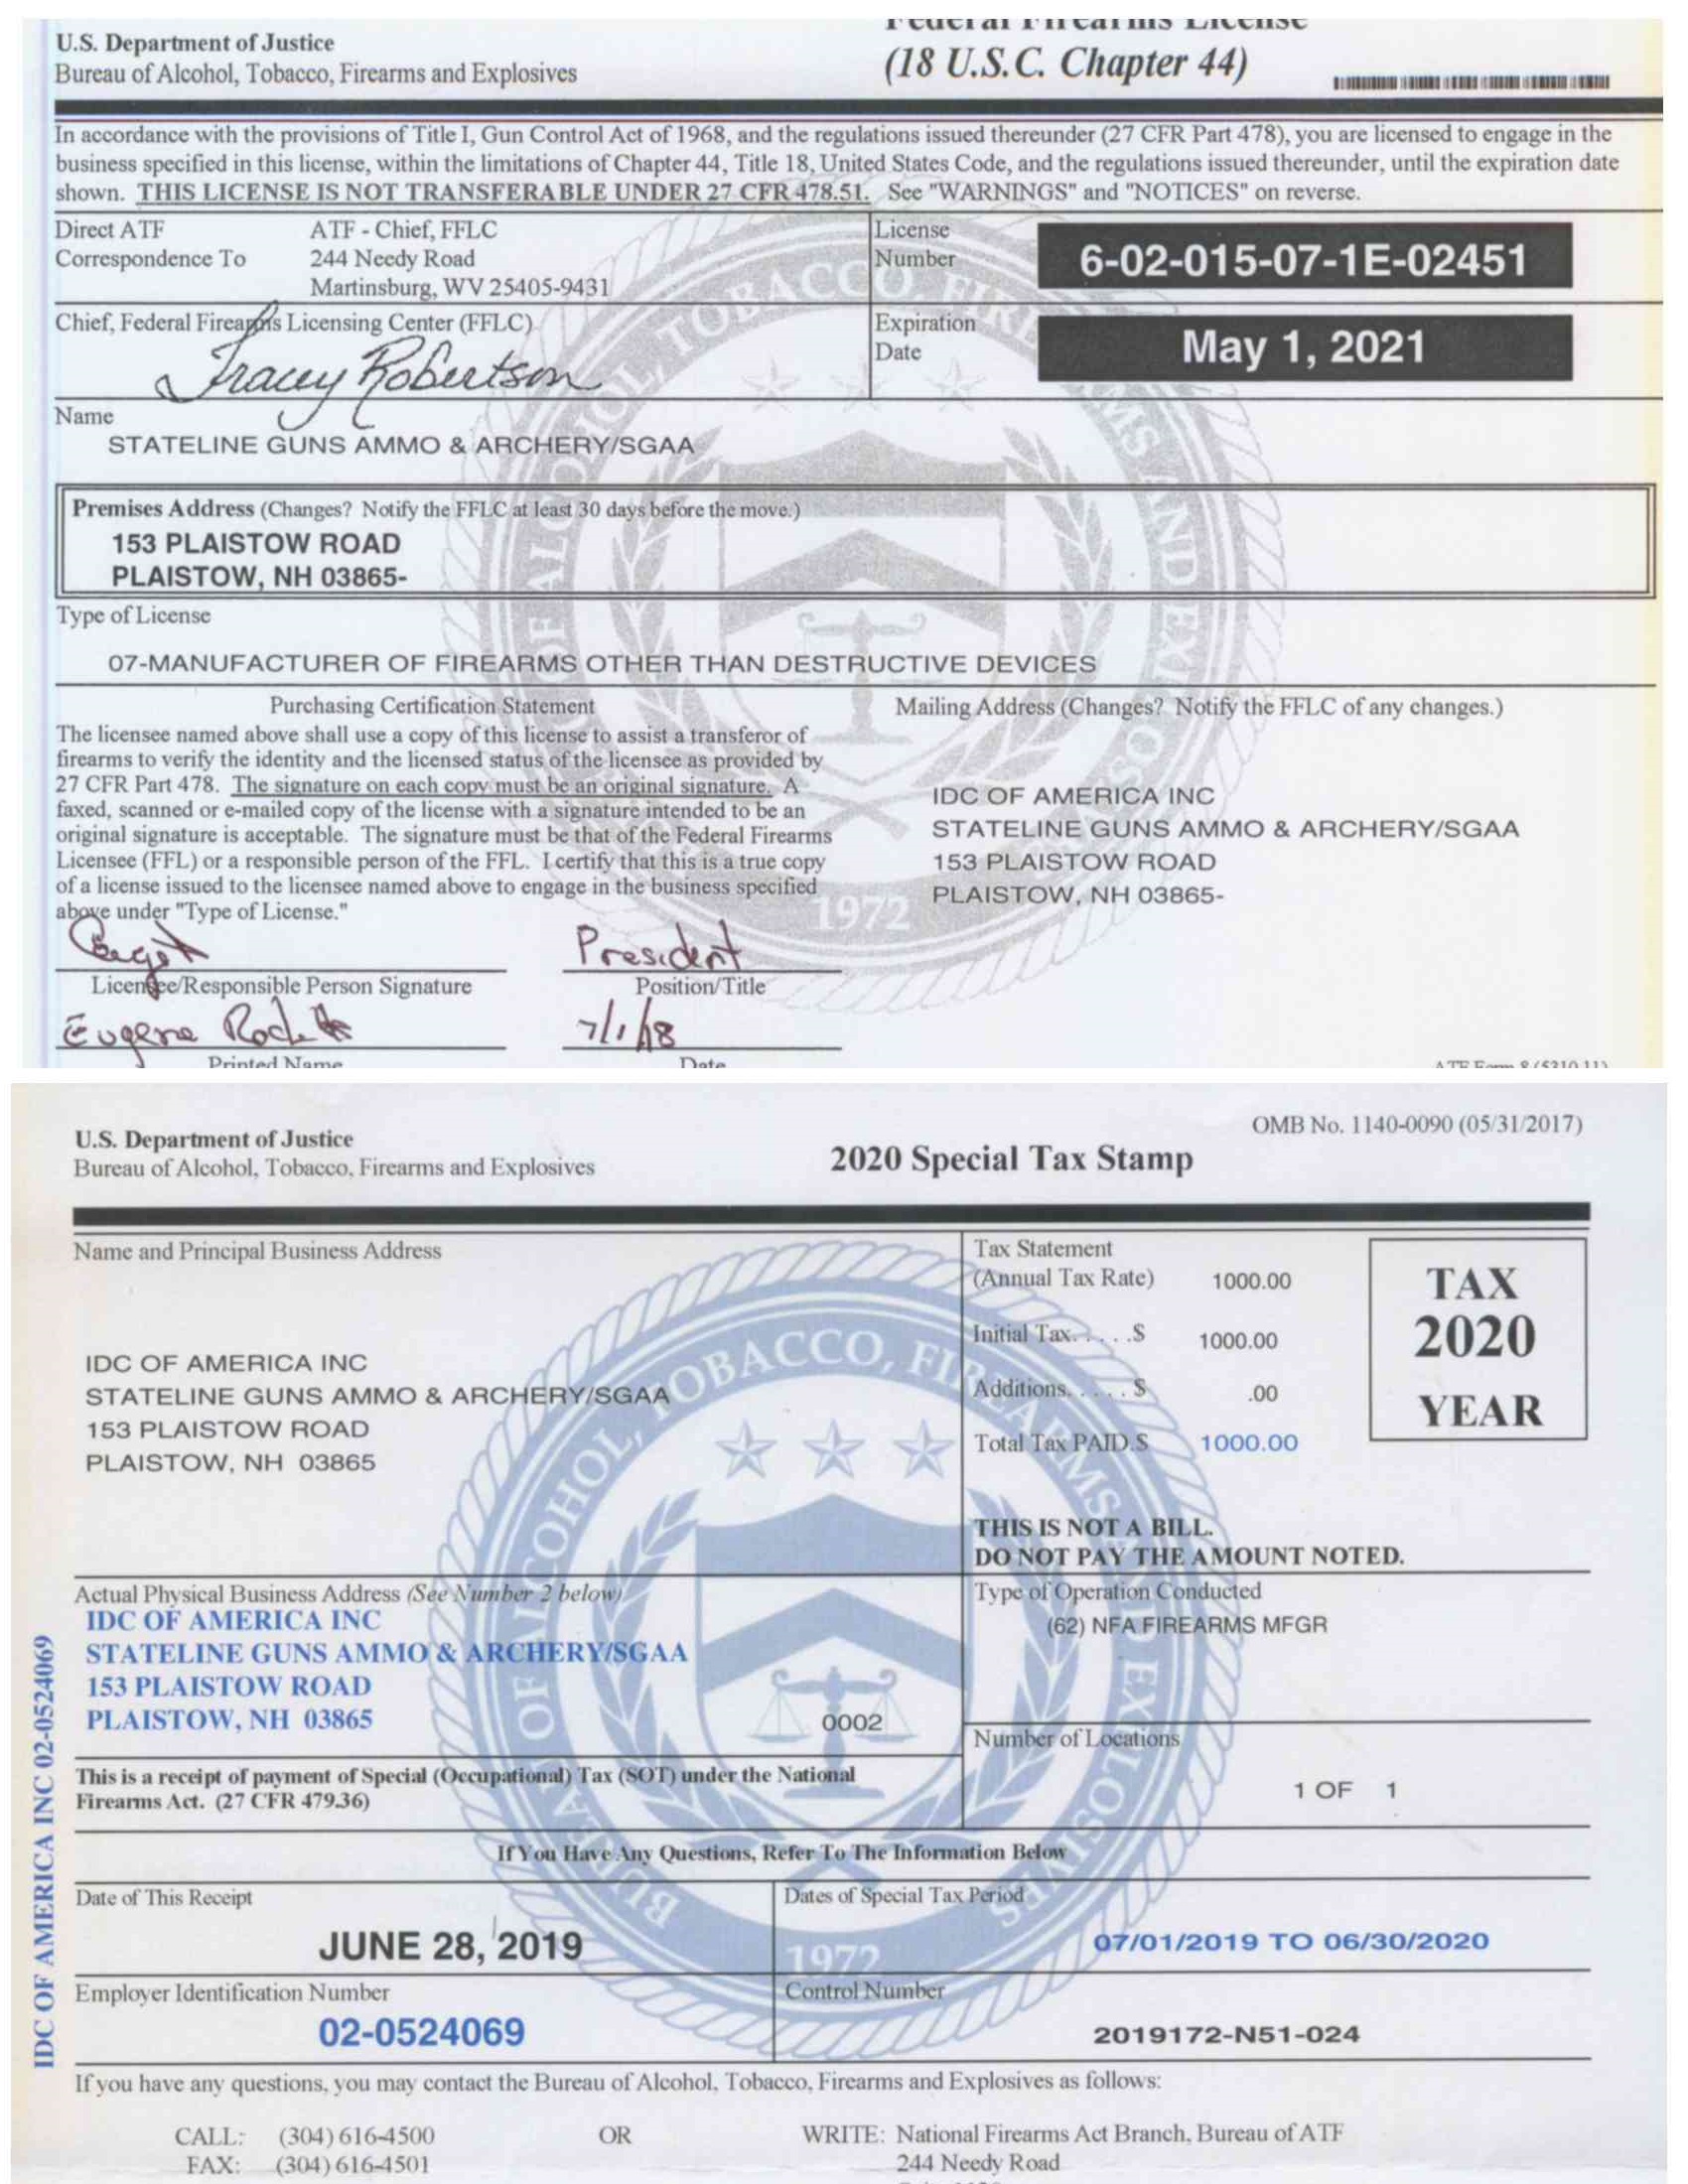 U.S. Department of Justice
Bureau of Alcohol, Tobacco, Firearms and Explosives
Federal Firearms License
(18 U.S.C. Chapter 44)
In accordance with the provisions of Title I, Gun Control Act of 1968, and the regulations issued thereunder (27 CFR Part 478), you are licensed to engage in the
business specified in this license, within the limitations of Chapter 44, Title 18, United States Code, and the regulations issued thereunder, until the expiration date
shown. THIS LICENSE IS NOT TRANSFERABLE UNDER 27 CFR 478.51. See "WARNINGS" and "NOTICES" on reverse.
Direct ATF
Correspondence To
ATF - Chief, FFLC
244 Needy Road
Martinsburg, WV 25405-9431
License
Number
6-02-015-07-1E-02451
Chief, Federal Firearms Licensing Center (FFLC)
Tracey Robertson
Expiration
Date
May 1, 2021
Name
STATELINE GUNS AMMO & ARCHERY/SGAA
Premises Address (Changes? Notify the FFLC at least 30 days before the move.)
153 PLAISTOW ROAD
PLAISTOW, NH 03865-
Type of License
07-MANUFACTURER OF FIREARMS OTHER THAN DESTRUCTIVE DEVICES
Purchasing Certification Statement
The licensee named above shall use a copy of this license to assist a transferor of
firearms to verify the identity and the licensed status of the licensee as provided by
27 CFR Part 478. The signature on each copy must be an original signature. A
faxed, scanned or e-mailed copy of the license with a signature intended to be an
original signature is acceptable. The signature must be that of the Federal Firearms
Licensee (FFL) or a responsible person of the FFL. I certify that this is a true copy
of a license issued to the licensee named above to engage in the business specified
above under "Type of License."
Mailing Address (Changes? Notify the FFLC of any changes.)
IDC OF AMERICA INC
STATELINE GUNS AMMO & ARCHERY/SGAA
153 PLAISTOW ROAD
PLAISTOW, NH 03865-
1972
President
Licensee/Responsible Person Signature
Position/Title
Eugene
7/1/18
Printed Name
Date
ATF Form 8 (5310.11)
OMB No. 1140-0090 (05/31/2017)
U.S. Department of Justice
Bureau of Alcohol, Tobacco, Firearms and Explosives
2020 Special Tax Stamp
Name and Principal Business Address
IDC OF AMERICA INC
STATELINE GUNS AMMO & ARCHERY/SGAA
153 PLAISTOW ROAD
PLAISTOW, NH 03865
Tax Statement
(Annual Tax Rate) 1000.00
Initial Tax. . . . .$ 1000.00
Additions. . . . . $ .00
Total Tax PAID.$ 1000.00
TAX
2020
YEAR
THIS IS NOT A BILL.
DO NOT PAY THE AMOUNT NOTED.
Actual Physical Business Address (See Number 2 below)
IDC OF AMERICA INC
STATELINE GUNS AMMO & ARCHERY/SGAA
153 PLAISTOW ROAD
PLAISTOW, NH 03865
0002
Type of Operation Conducted
(62) NFA FIREARMS MFGR
Number of Locations
1 OF 1
This is a receipt of payment of Special (Occupational) Tax (SOT) under the National
Firearms Act. (27 CFR 479.36)
If You Have Any Questions, Refer To The Information Below
Date of This Receipt
JUNE 28, 2019
Dates of Special Tax Period
07/01/2019 TO 06/30/2020
1972
Employer Identification Number
02-0524069
Control Number
2019172-N51-024
IDC OF AMERICA INC 02-0524069
If you have any questions, you may contact the Bureau of Alcohol, Tobacco, Firearms and Explosives as follows:
CALL: (304) 616-4500 OR WRITE: National Firearms Act Branch, Bureau of ATF
FAX: (304) 616-4501 244 Needy Road
BUREAU OF ALCOHOL, TOBACCO, FIREARMS AND EXPLOSIVES